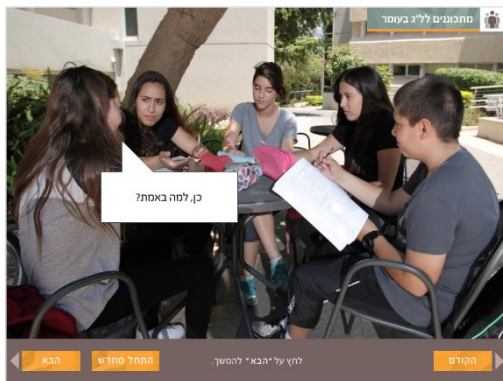 מתכוננים לל"ג בעומר
כן, למה באמת?
לחץ על "הבא" להמשך.
הקודם
התחל מחדש
הבא